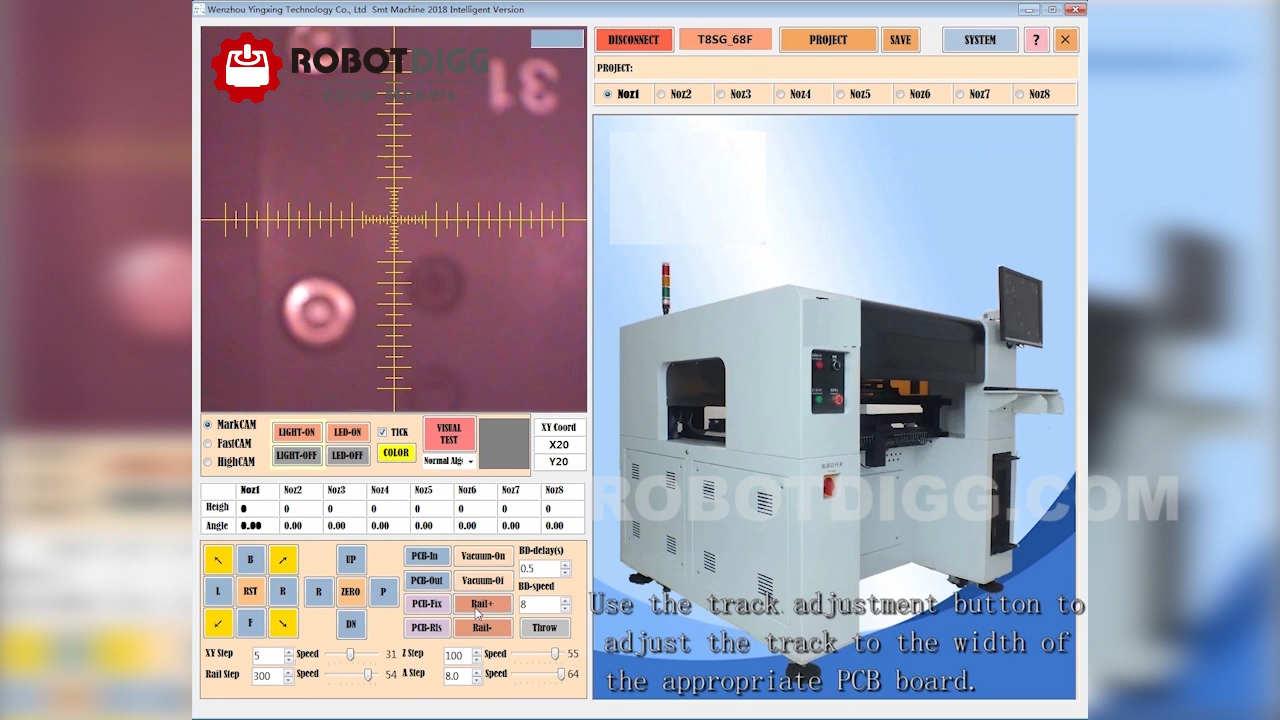 Wenzhou Yingxing Technology Co., Ltd Smt Machine 2018 Intelligent Version
ROBOTDIGG
Equip Makers
31
DISCONNECT T8SG_68F PROJECT SAVE SYSTEM ? ×
PROJECT:
Noz1 Noz2 Noz3 Noz4 Noz5 Noz6 Noz7 Noz8
MarkCAM
FastCAM
HighCAM
LIGHT-ON LED-ON TICK
LIGHT-OFF LED-OFF COLOR
VISUAL
TEST
Normal Alg
XY Coord
X20
Y20
Noz1 Noz2 Noz3 Noz4 Noz5 Noz6 Noz7 Noz8
Heigh 0 0 0 0 0 0 0 0
Angle 0.00 0.00 0.00 0.00 0.00 0.00 0.00 0.00
↖ B ↗ UP
L RST R R ZERO P
↙ F ↘ DN
PCB-In Vacuum-On
PCB-Out Vacuum-Of
PCB-Fix Rail+
PCB-Rls Rail-
BD-delay(s)
0.5
BD-speed
8
Throw
XY Step 5 Speed 31 Z Step 100 Speed 55
Rail Step 300 Speed 54 A Step 8.0 Speed 64
ROBOTDIGG.COM
Use the track adjustment button to
adjust the track to the width of
the appropriate PCB board.